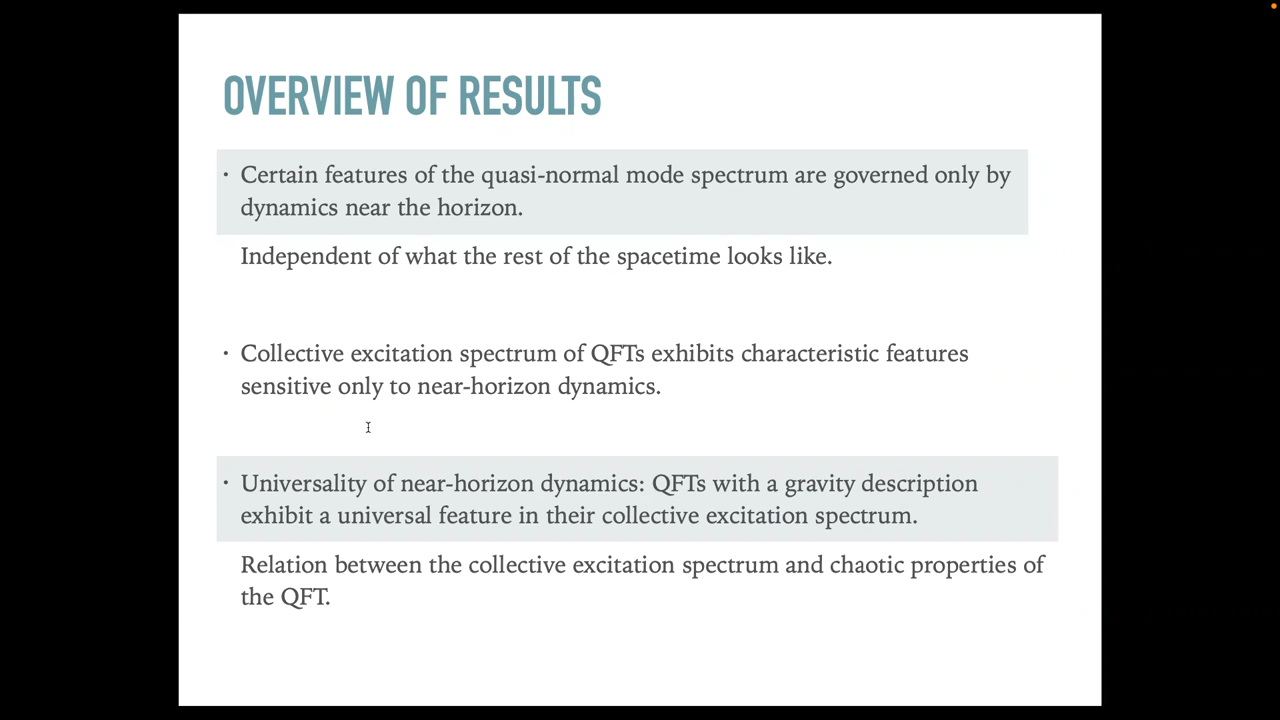 OVERVIEW OF RESULTS
• Certain features of the quasi-normal mode spectrum are governed only by
dynamics near the horizon.
Independent of what the rest of the spacetime looks like.
• Collective excitation spectrum of QFTs exhibits characteristic features
sensitive only to near-horizon dynamics.
• Universality of near-horizon dynamics: QFTs with a gravity description
exhibit a universal feature in their collective excitation spectrum.
Relation between the collective excitation spectrum and chaotic properties of
the QFT.